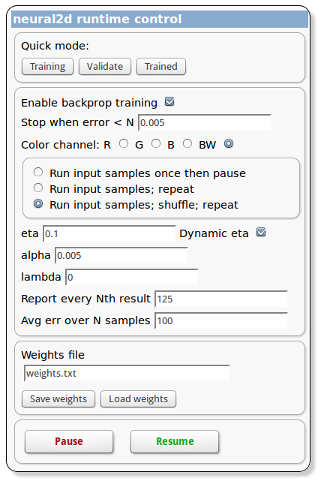 neural2d runtime control
Quick mode:
Training Validate Trained
Enable backprop training
Stop when error < N 0.005
Color channel: R G B BW
Run input samples once then pause
Run input samples; repeat
Run input samples; shuffle; repeat
eta 0.1 Dynamic eta
alpha 0.005
lambda 0
Report every Nth result 125
Avg err over N samples 100
Weights file
weights.txt
Save weights Load weights
Pause Resume